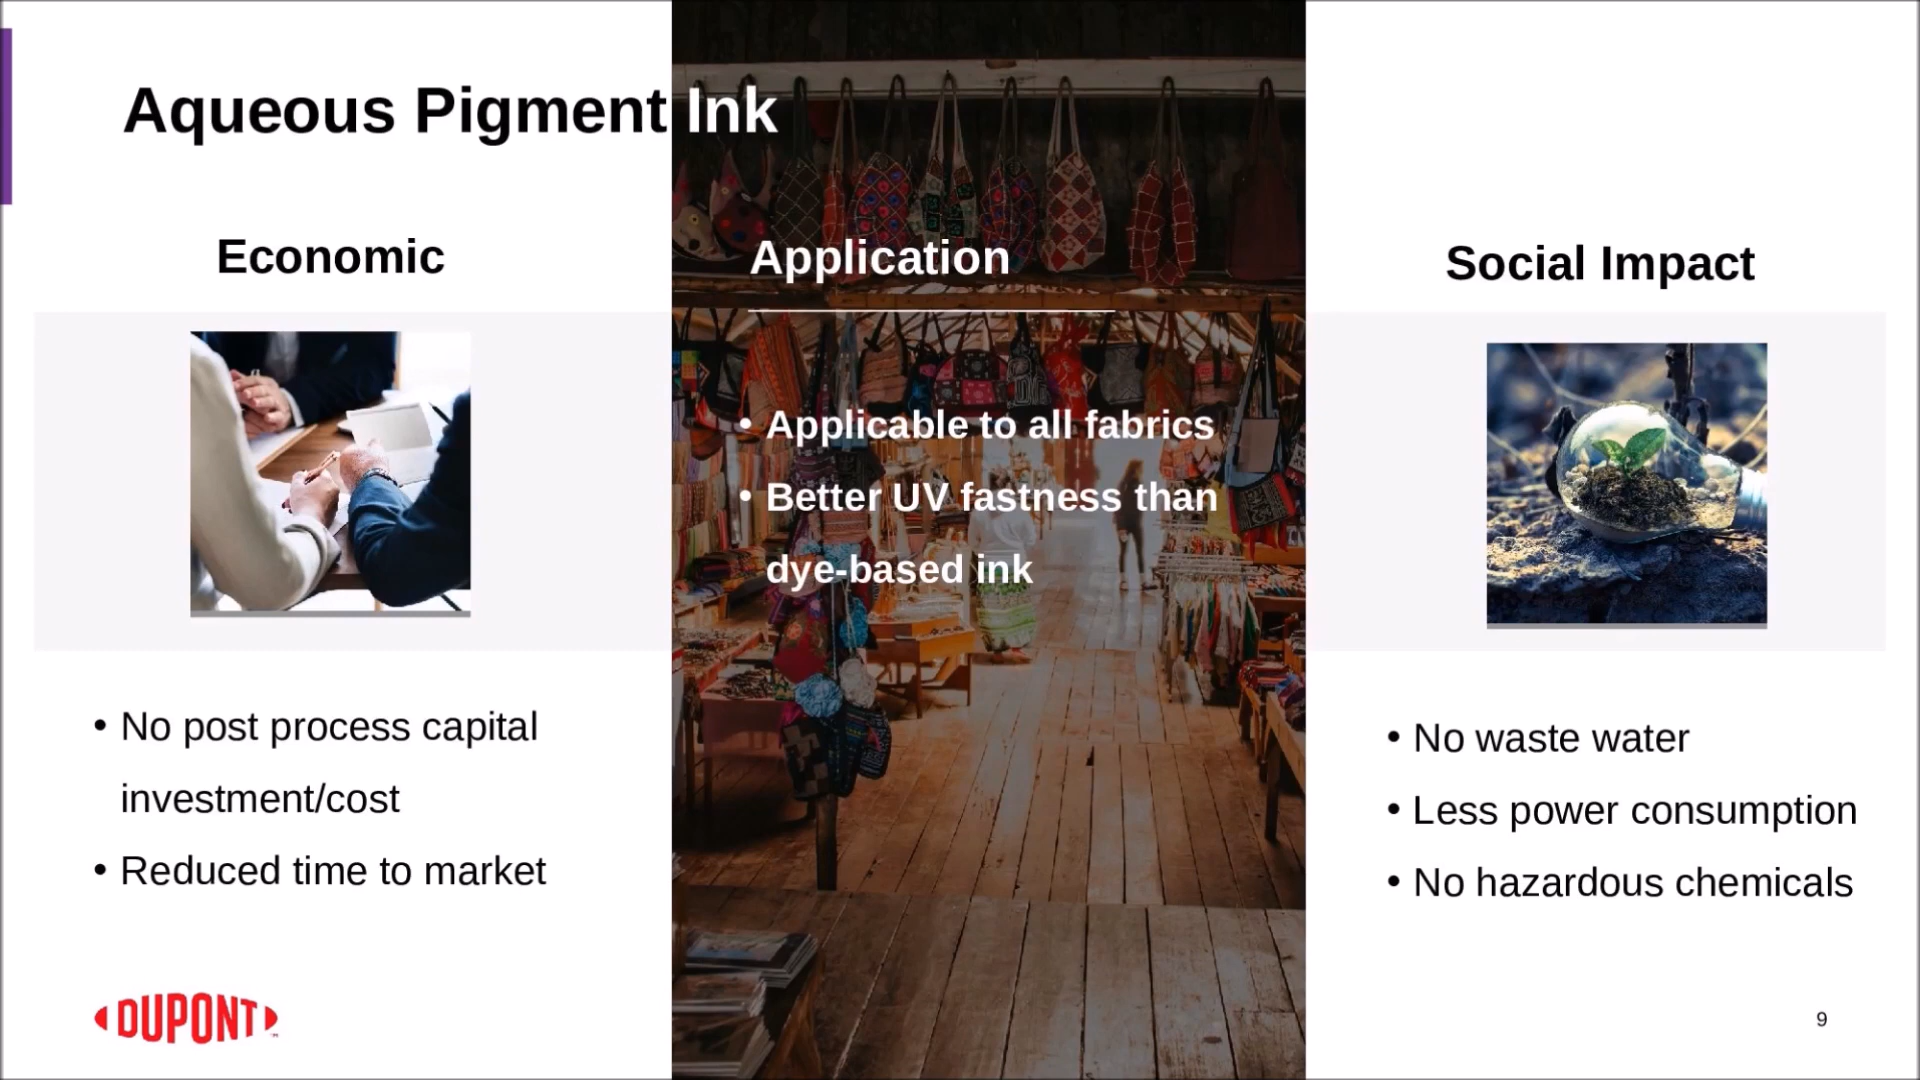 Aqueous Pigment Ink
Economic
• No post process capital
investment/cost
• Reduced time to market
Application
• Applicable to all fabrics
• Better UV fastness than
dye-based ink
Social Impact
• No waste water
• Less power consumption
• No hazardous chemicals
DUPONT™
9